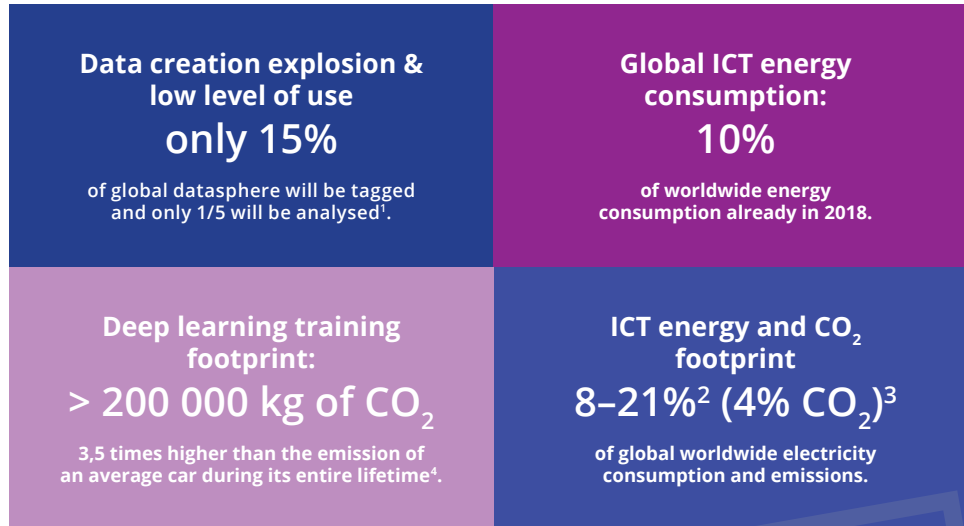 Data creation explosion &
low level of use
only 15%
of global datasphere will be tagged
and only 1/5 will be analysed¹.
Global ICT energy
consumption:
10%
of worldwide energy
consumption already in 2018.
Deep learning training
footprint:
> 200 000 kg of CO₂
3,5 times higher than the emission of
an average car during its entire lifetime⁴.
ICT energy and CO₂
footprint
8–21%² (4% CO₂)³
of global worldwide electricity
consumption and emissions.